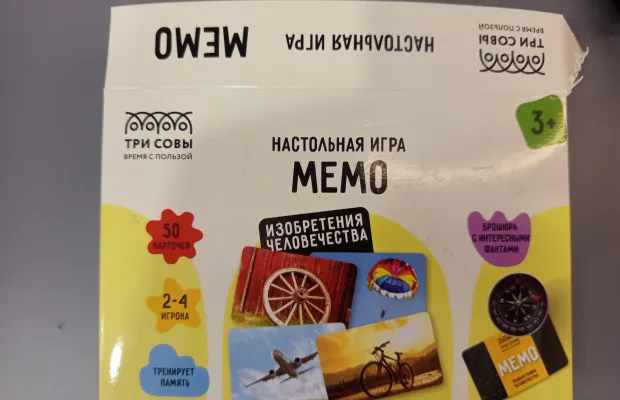 МЕМО
НАСТОЛЬНАЯ ИГРА
ТРИ СОВЫ
ВРЕМЯ С ПОЛЬЗОЙ
ТРИ СОВЫ
ВРЕМЯ С ПОЛЬЗОЙ
НАСТОЛЬНАЯ ИГРА
МЕМО
3+
ИЗОБРЕТЕНИЯ
ЧЕЛОВЕЧЕСТВА
50
КАРТОЧЕК
2-4
ИГРОКА
ТРЕНИРУЕТ
ПАМЯТЬ
БРОШЮРА
С ИНТЕРЕСНЫМИ
ФАКТАМИ
МЕМО